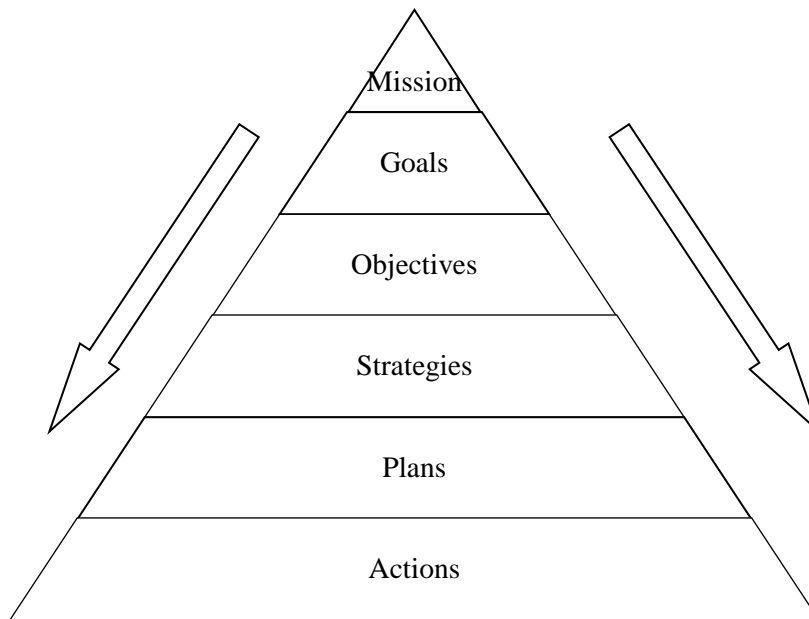 Mission
Goals
Objectives
Strategies
Plans
Actions